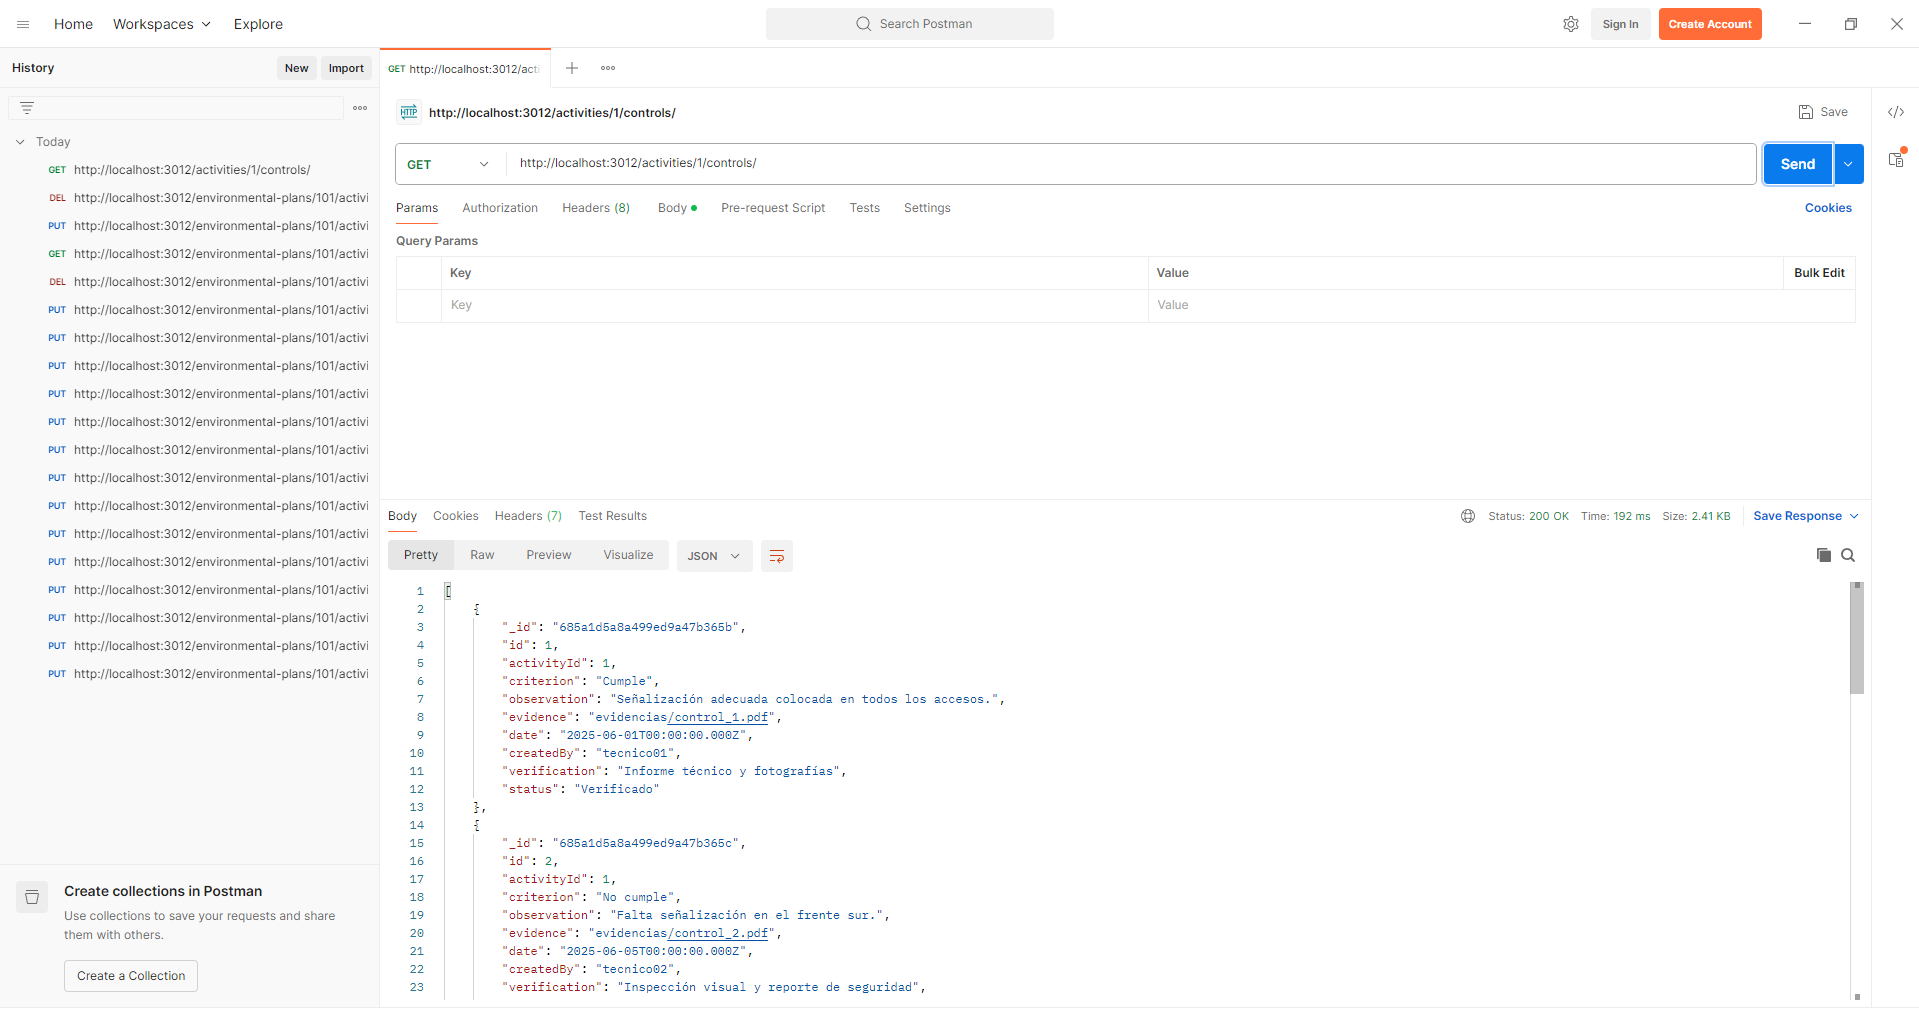 Home Workspaces Explore
Search Postman
Sign In Create Account
History New Import
GET http://localhost:3012/acti
Today
GET http://localhost:3012/activities/1/controls/
DEL http://localhost:3012/environmental-plans/101/activi
PUT http://localhost:3012/environmental-plans/101/activi
GET http://localhost:3012/environmental-plans/101/activi
DEL http://localhost:3012/environmental-plans/101/activi
PUT http://localhost:3012/environmental-plans/101/activi
PUT http://localhost:3012/environmental-plans/101/activi
PUT http://localhost:3012/environmental-plans/101/activi
PUT http://localhost:3012/environmental-plans/101/activi
PUT http://localhost:3012/environmental-plans/101/activi
PUT http://localhost:3012/environmental-plans/101/activi
PUT http://localhost:3012/environmental-plans/101/activi
PUT http://localhost:3012/environmental-plans/101/activi
PUT http://localhost:3012/environmental-plans/101/activi
PUT http://localhost:3012/environmental-plans/101/activi
PUT http://localhost:3012/environmental-plans/101/activi
PUT http://localhost:3012/environmental-plans/101/activi
PUT http://localhost:3012/environmental-plans/101/activi
PUT http://localhost:3012/environmental-plans/101/activi
Create collections in Postman
Use collections to save your requests and share
them with others.
Create a Collection
HTTP http://localhost:3012/activities/1/controls/ Save
GET http://localhost:3012/activities/1/controls/ Send
Params Authorization Headers (8) Body Pre-request Script Tests Settings Cookies
Query Params
Key Value Bulk Edit
Key Value
Body Cookies Headers (7) Test Results Status: 200 OK Time: 192 ms Size: 2.41 KB Save Response
Pretty Raw Preview Visualize JSON
1 [
2 {
3 "_id": "685a1d5a8a499ed9a47b365b",
4 "id": 1,
5 "activityId": 1,
6 "criterion": "Cumple",
7 "observation": "Señalización adecuada colocada en todos los accesos.",
8 "evidence": "evidencias/control_1.pdf",
9 "date": "2025-06-01T00:00:00.000Z",
10 "createdBy": "tecnico01",
11 "verification": "Informe técnico y fotografías",
12 "status": "Verificado"
13 },
14 {
15 "_id": "685a1d5a8a499ed9a47b365c",
16 "id": 2,
17 "activityId": 1,
18 "criterion": "No cumple",
19 "observation": "Falta señalización en el frente sur.",
20 "evidence": "evidencias/control_2.pdf",
21 "date": "2025-06-05T00:00:00.000Z",
22 "createdBy": "tecnico02",
23 "verification": "Inspección visual y reporte de seguridad",